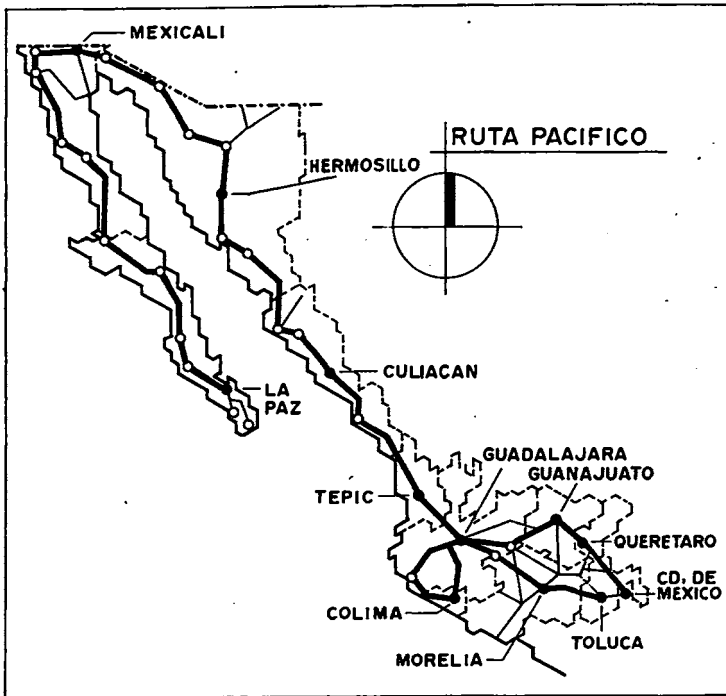 MEXICALI
RUTA PACIFICO
HERMOSILLO
CULIACAN
LA
PAZ
GUADALAJARA
GUANAJUATO
TEPIC
QUERETARO
CD. DE
MEXICO
COLIMA
TOLUCA
MORELIA